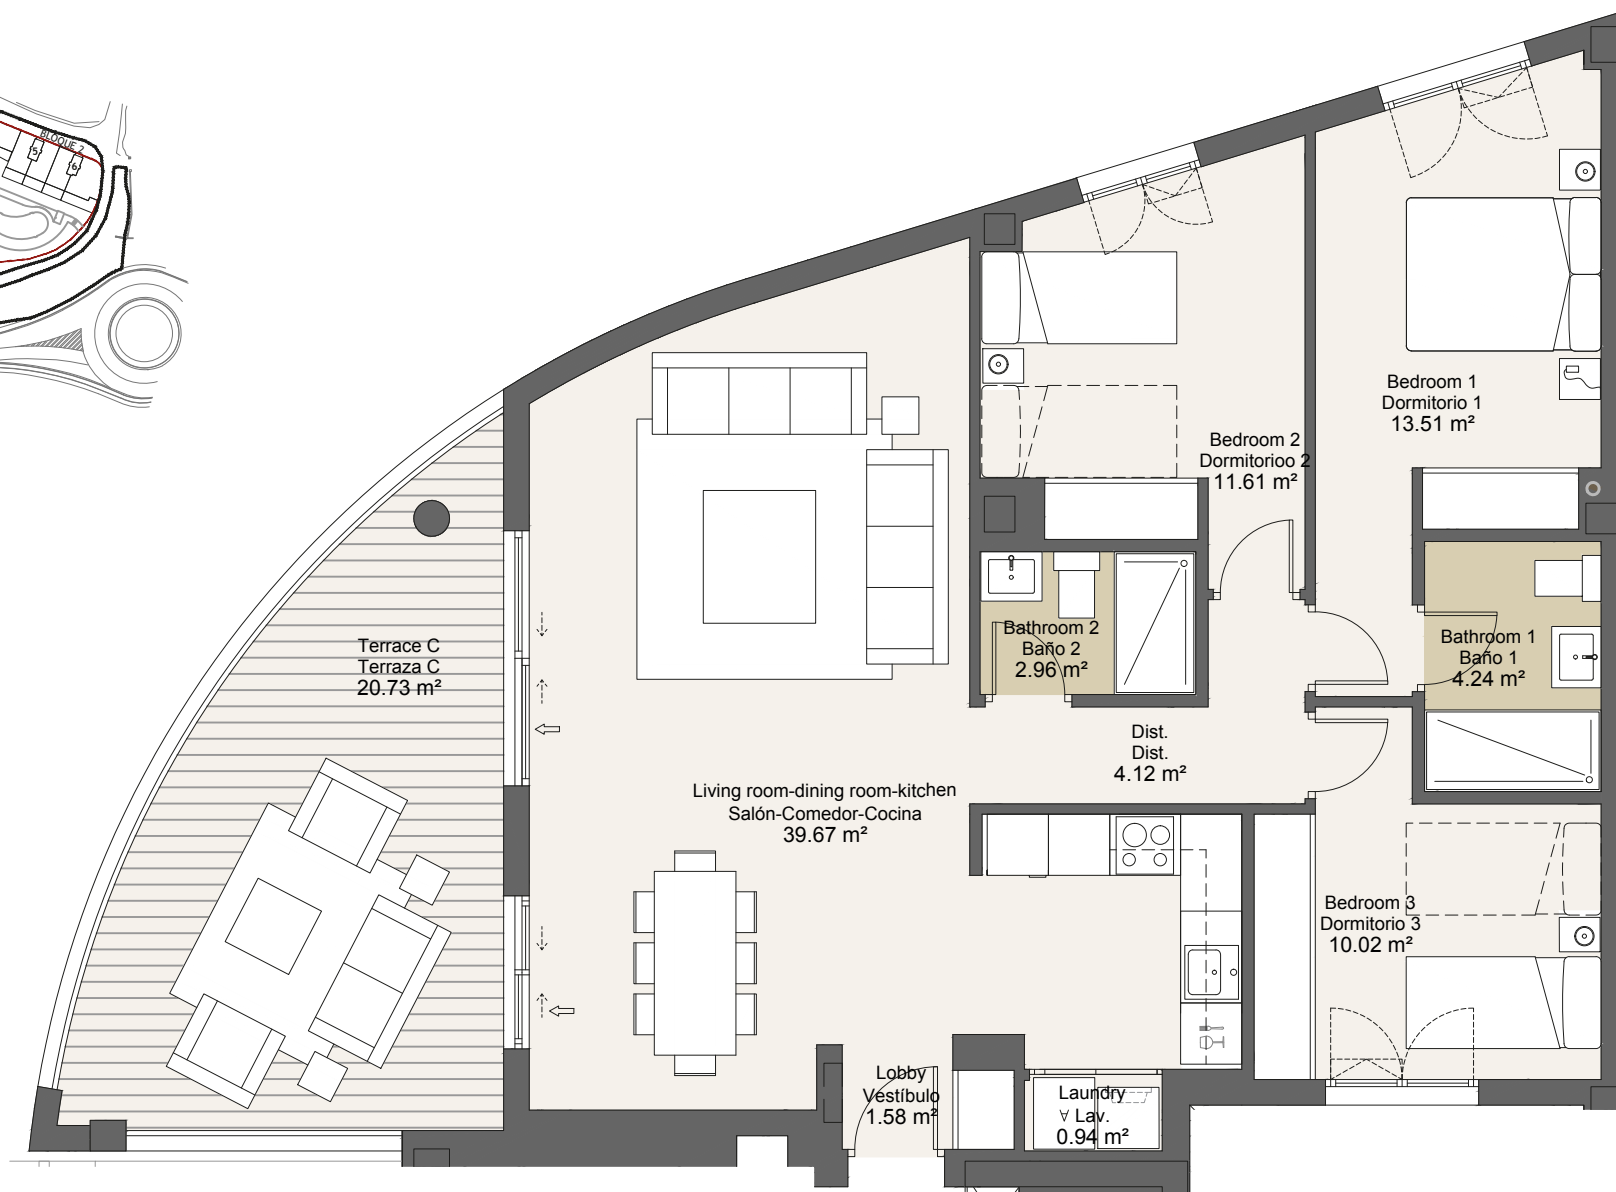 BLOQUE 2
5
6
Bedroom 1
Dormitorio 1
13.51 m²
Bedroom 2
Dormitorioo 2
11.61 m²
Bathroom 2
Baño 2
2.96 m²
Bathroom 1
Baño 1
4.24 m²
Terrace C
Terraza C
20.73 m²
Dist.
Dist.
4.12 m²
Living room-dining room-kitchen
Salón-Comedor-Cocina
39.67 m²
Bedroom 3
Dormitorio 3
10.02 m²
Lobby
Vestíbulo
1.58 m²
Laundry
Lav.
0.94 m²